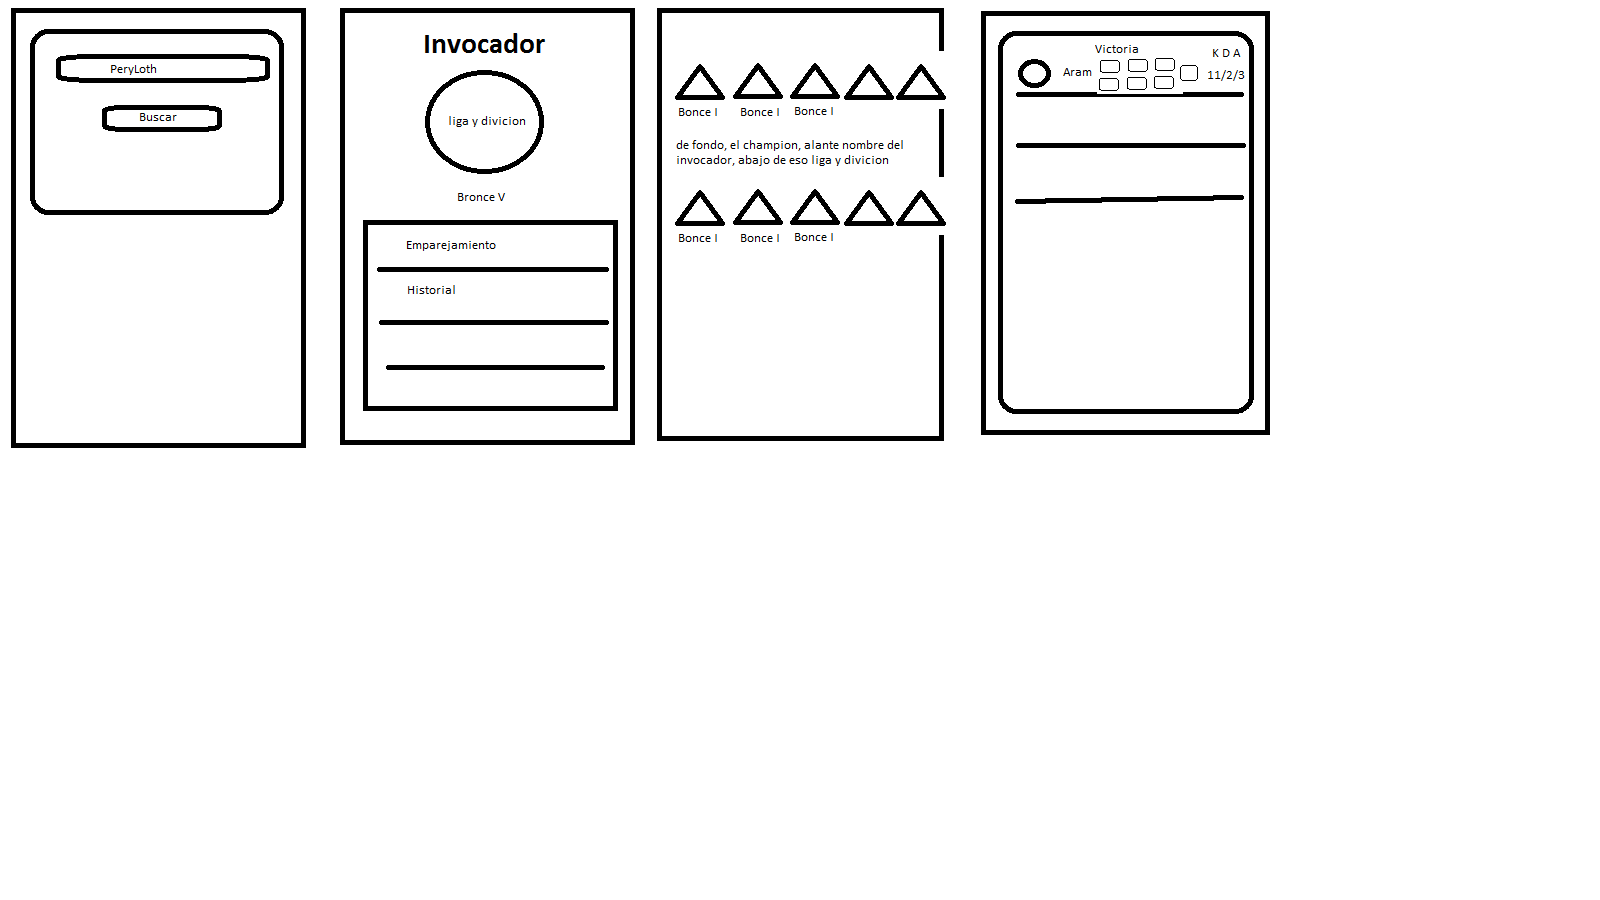 PeryLoth
Buscar
Invocador
liga y divicion
Bronce V
Emparejamiento
Historial
Bonce I
Bonce I
Bonce I
de fondo, el champion, alante nombre del
invocador, abajo de eso liga y divicion
Bonce I
Bonce I
Bonce I
Victoria
K D A
Aram
11/2/3